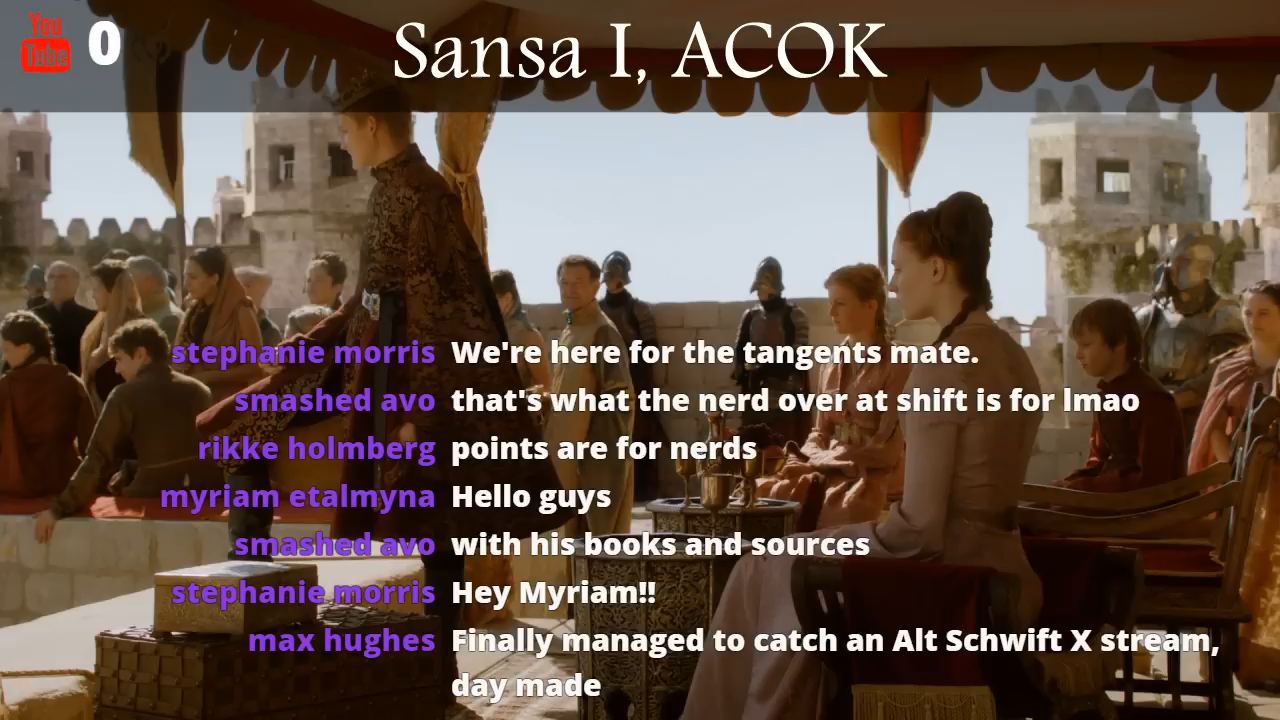 You
Tube
0
Sansa I, ACOK
stephanie morris We're here for the tangents mate.
smashed avo that's what the nerd over at shift is for lmao
rikke holmberg points are for nerds
myriam etalmyna Hello guys
smashed avo with his books and sources
stephanie morris Hey Myriam!!
max hughes Finally managed to catch an Alt Schwift X stream,
day made